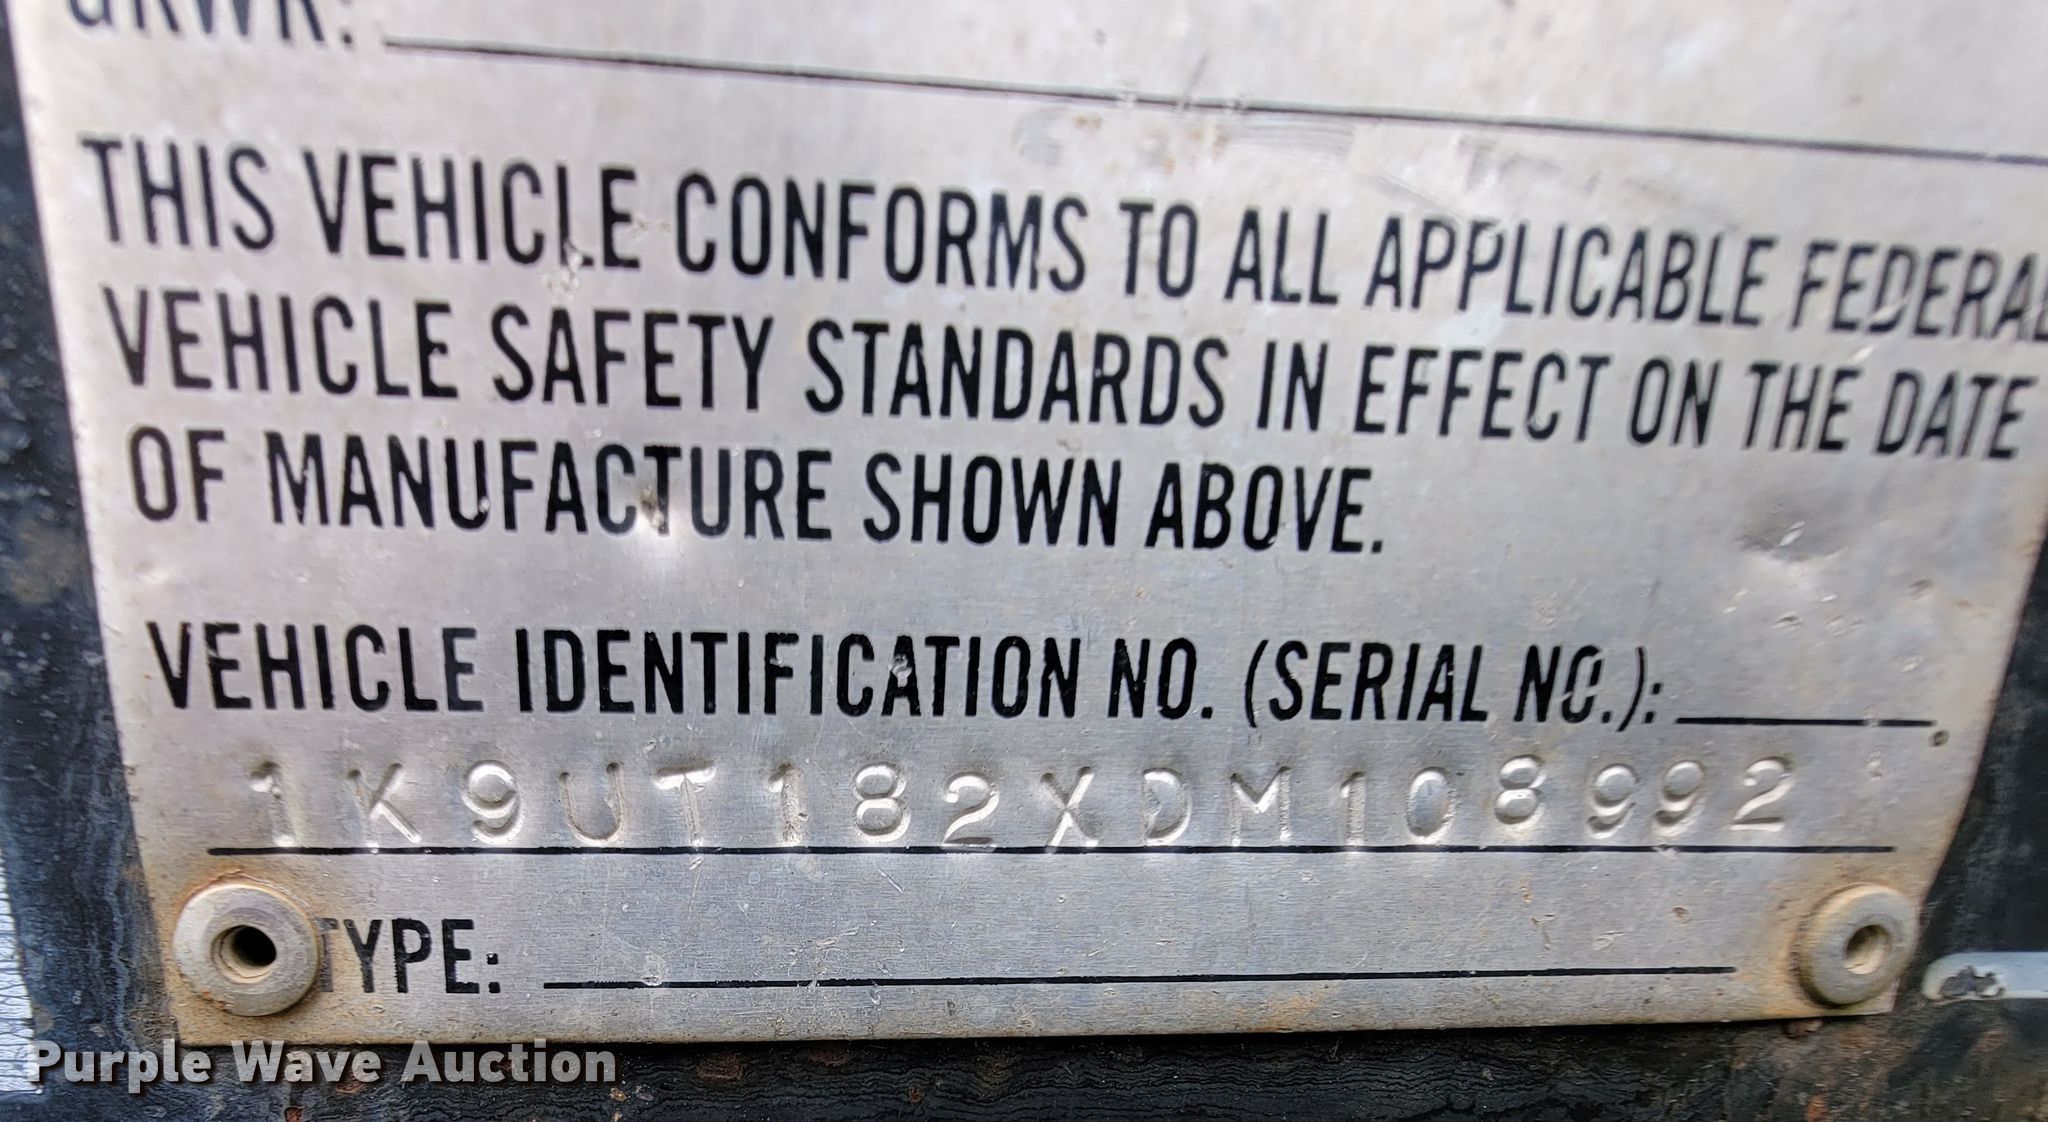 THIS VEHICLE CONFORMS TO ALL APPLICABLE FEDERAL
VEHICLE SAFETY STANDARDS IN EFFECT ON THE DATE
OF MANUFACTURE SHOWN ABOVE.
VEHICLE IDENTIFICATION NO. (SERIAL NO.):
1K9UT182XDM108992
TYPE:
Purple Wave Auction